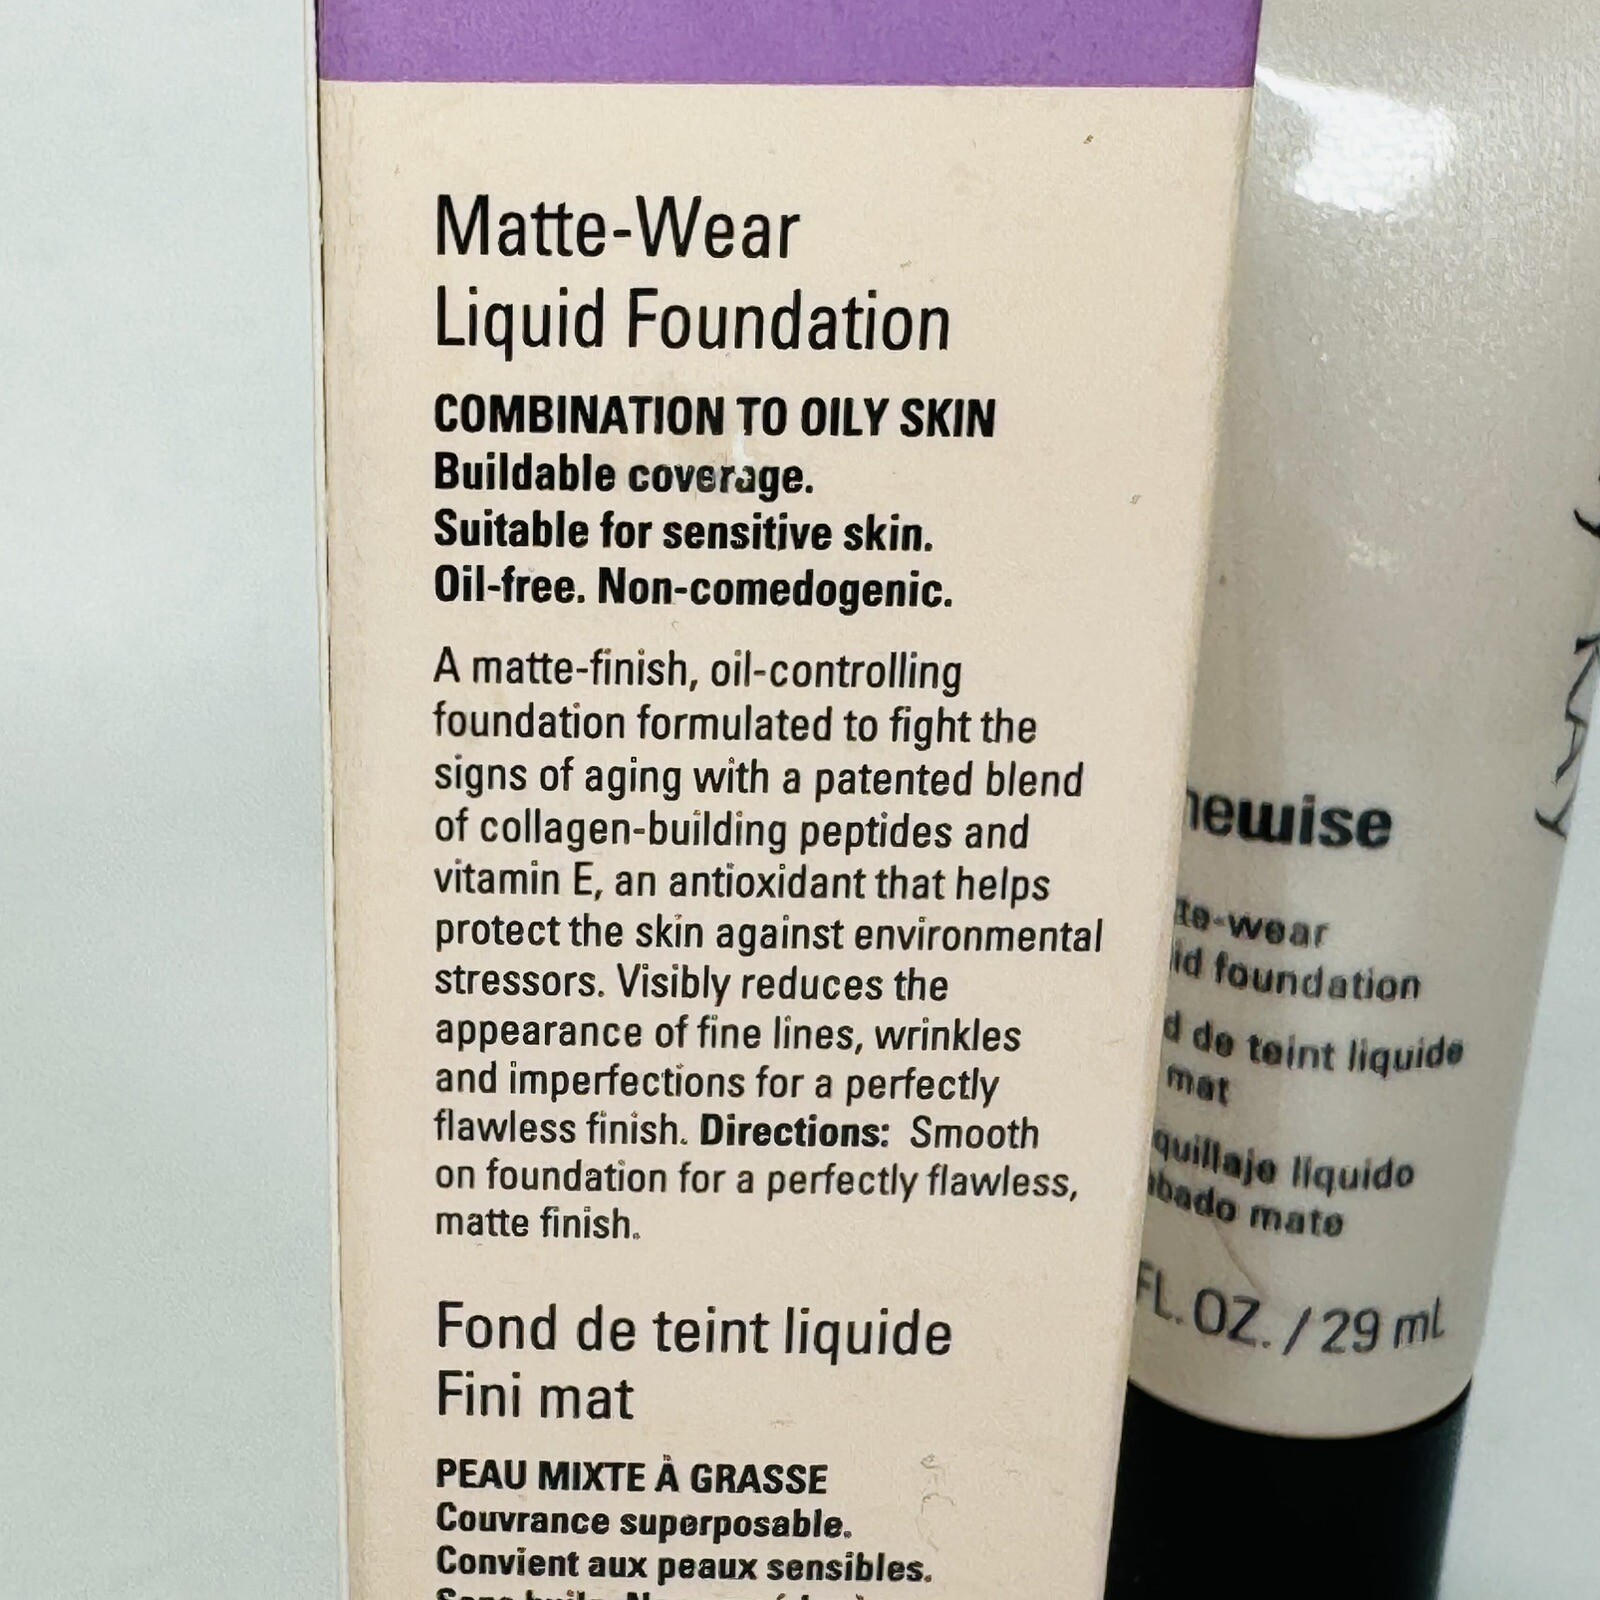 Matte-Wear
Liquid Foundation
COMBINATION TO OILY SKIN
Buildable coverage.
Suitable for sensitive skin.
Oil-free. Non-comedogenic.
A matte-finish, oil-controlling
foundation formulated to fight the
signs of aging with a patented blend
of collagen-building peptides and
vitamin E, an antioxidant that helps
protect the skin against environmental
stressors. Visibly reduces the
appearance of fine lines, wrinkles
and imperfections for a perfectly
flawless finish. Directions: Smooth
on foundation for a perfectly flawless,
matte finish.
Fond de teint liquide
Fini mat
PEAU MIXTE À GRASSE
Couvrance superposable.
Convient aux peaux sensibles.
KAY
newise
te-wear
id foundation
d de teint liquide
mat
quillaje líquido
bado mate
FL. OZ. / 29 ml